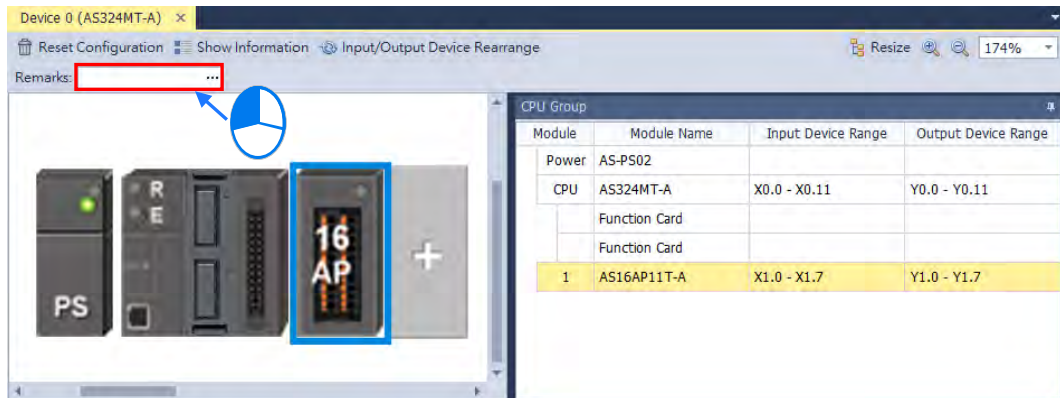 Device 0 (AS324MT-A) ×
Reset Configuration Show Information Input/Output Device Rearrange Resize 174%
Remarks: ...
CPU Group
Module Module Name Input Device Range Output Device Range
Power AS-PS02
CPU AS324MT-A X0.0 - X0.11 Y0.0 - Y0.11
Function Card
Function Card
1 AS16AP11T-A X1.0 - X1.7 Y1.0 - Y1.7
R
E
16
AP
+
PS